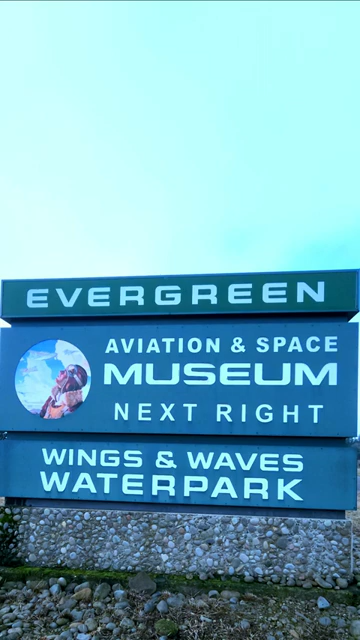 EVERGREEN
AVIATION & SPACE
MUSEUM
NEXT RIGHT
WINGS & WAVES
WATERPARK